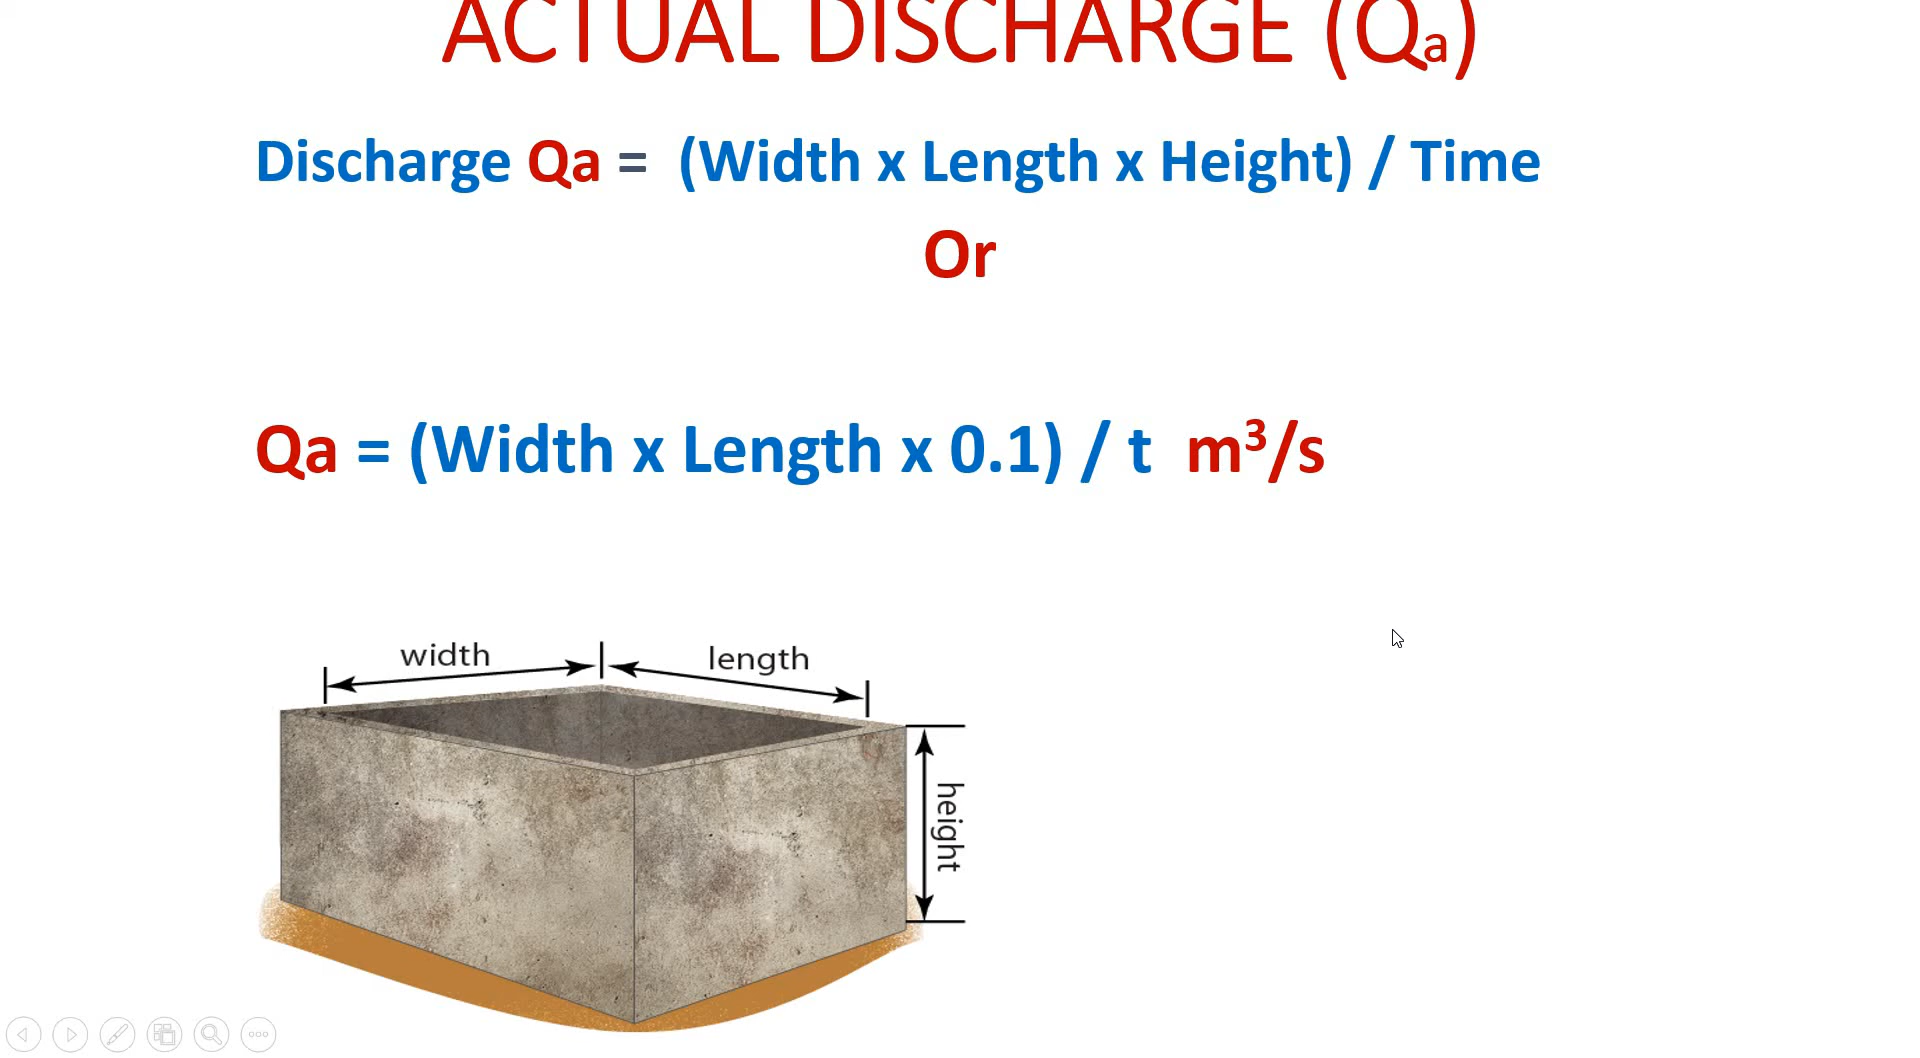 ACTUAL DISCHARGE (Qa)
Discharge Qa = (Width x Length x Height) / Time
Or
Qa = (Width x Length x 0.1) / t m³/s
width
length
height